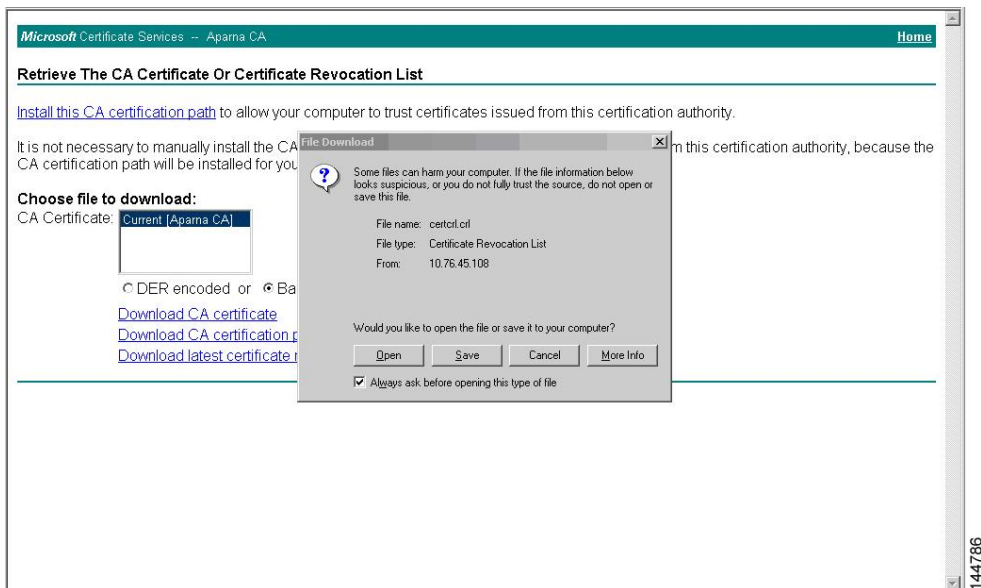 Microsoft Certificate Services -- Aparna CA Home
Retrieve The CA Certificate Or Certificate Revocation List
Install this CA certification path to allow your computer to trust certificates issued from this certification authority.
It is not necessary to manually install the CA
m this certification authority, because the
CA certification path will be installed for you
Choose file to download:
CA Certificate: Current [Aparna CA]
DER encoded or Ba
Download CA certificate
Download CA certification p
Download latest certificate r
File Download
Some files can harm your computer. If the file information below
looks suspicious, or you do not fully trust the source, do not open or
save this file.
File name: certcrl.crl
File type: Certificate Revocation List
From: 10.76.45.108
Would you like to open the file or save it to your computer?
Open Save Cancel More Info
Always ask before opening this type of file
144786